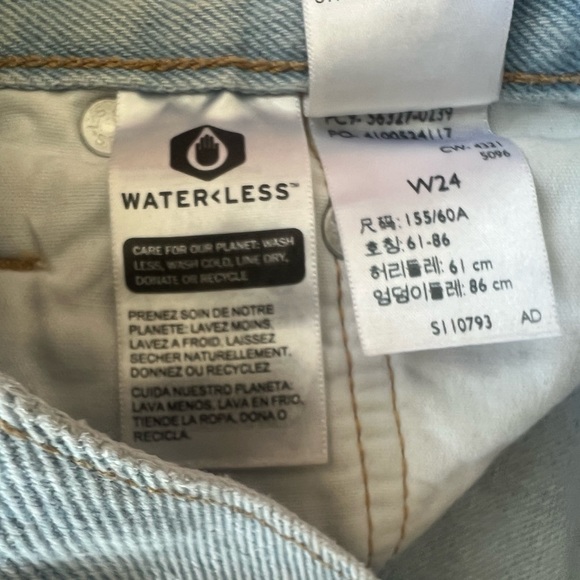 WATER<LESS™
CARE FOR OUR PLANET: WASH
LESS, WASH COLD, LINE DRY,
DONATE OR RECYCLE
PRENEZ SOIN DE NOTRE
PLANETE: LAVEZ MOINS,
LAVEZ A FROID, LAISSEZ
SECHER NATURELLEMENT,
DONNEZ OU RECYCLEZ
CUIDA NUESTRO PLANETA:
LAVA MENOS, LAVA EN FRIO,
TIENDE LA ROPA, DONA O
RECICLA.
PO: 4100524117
CW: 4321
5096
W24
尺码: 155/60A
호칭: 61-86
허리둘레: 61 cm
엉덩이둘레: 86 cm
S110793 AD